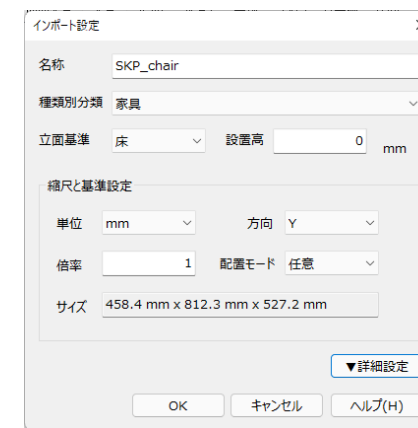 インポート設定
名称 SKP_chair
種類別分類 家具
立面基準 床 設置高 0 mm
縮尺と基準設定
単位 mm 方向 Y
倍率 1 配置モード 任意
サイズ 458.4 mm x 812.3 mm x 527.2 mm
▼詳細設定
OK キャンセル ヘルプ(H)